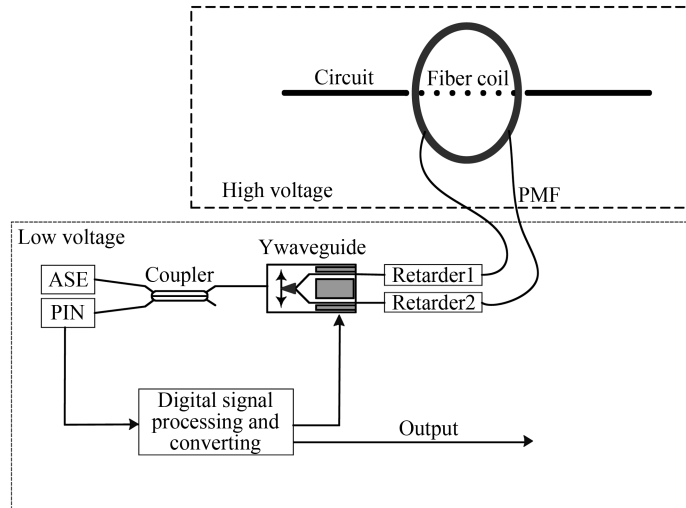 Circuit
Fiber coil
High voltage
PMF
Low voltage
Ywaveguide
ASE
Coupler
Retarder1
PIN
Retarder2
Digital signal
processing and
converting
Output